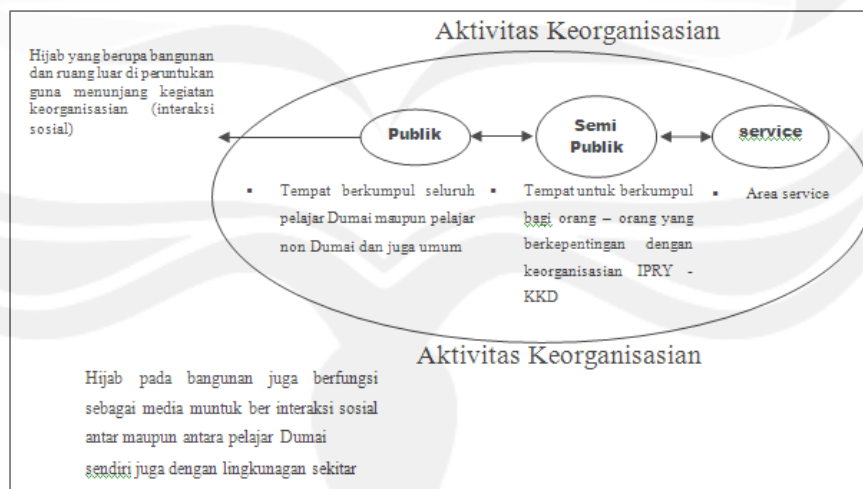 Aktivitas Keorganisasian
Hijab yang berupa bangunan
dan ruang luar di peruntukan
guna menunjang kegiatan
keorganisasian (interaksi
sosial)
Publik
Semi
Publik
service
▪ Tempat berkumpul seluruh
pelajar Dumai maupun pelajar
non Dumai dan juga umum
▪ Tempat untuk berkumpul
bagi orang – orang yang
berkepentingan dengan
keorganisasian IPRY -
KKD
▪ Area service
Aktivitas Keorganisasian
Hijab pada bangunan juga berfungsi
sebagai media muntuk ber interaksi sosial
antar maupun antara pelajar Dumai
sendiri juga dengan lingkunagan sekitar